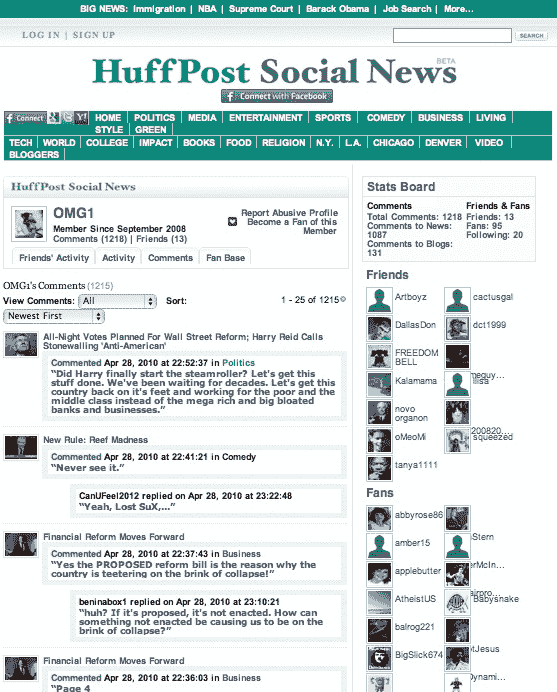 BIG NEWS: Immigration | NBA | Supreme Court | Barack Obama | Job Search | More...
LOG IN | SIGN UP
SEARCH
HuffPost Social News BETA
Connect with Facebook
Connect HOME POLITICS MEDIA ENTERTAINMENT SPORTS COMEDY BUSINESS LIVING
STYLE GREEN
TECH WORLD COLLEGE IMPACT BOOKS FOOD RELIGION N.Y. L.A. CHICAGO DENVER VIDEO
BLOGGERS
HuffPost Social News
OMG1
Member Since September 2008
Comments (1218) | Friends (13)
Report Abusive Profile
Become a Fan of this
Member
Friends' Activity Activity Comments Fan Base
OMG1's Comments (1215)
View Comments: All Sort:
Newest First
1 - 25 of 1215
All-Night Votes Planned For Wall Street Reform; Harry Reid Calls
Stonewalling 'Anti-American'
Commented Apr 28, 2010 at 22:52:37 in Politics
“Did Harry finally start the steamroller? Let's get this
stuff done. We've been waiting for decades. Let's get this
country back on it's feet and working for the poor and the
middle class instead of the mega rich and big bloated
banks and businesses.”
New Rule: Reef Madness
Commented Apr 28, 2010 at 22:41:21 in Comedy
“Never see it.”
CanUFeel2012 replied on Apr 28, 2010 at 23:22:48
“Yeah, Lost SuX,...”
Financial Reform Moves Forward
Commented Apr 28, 2010 at 22:37:43 in Business
“Yes the PROPOSED reform bill is the reason why the
country is teetering on the brink of collapse!”
beninabox1 replied on Apr 28, 2010 at 23:10:21
“huh? If it's proposed, it's not enacted. How can
something not enacted be causing us to be on the
brink of collapse?”
Financial Reform Moves Forward
Commented Apr 28, 2010 at 22:36:03 in Business
“Page 4
Stats Board
Comments
Total Comments: 1218
Comments to News:
1087
Comments to Blogs:
131
Friends & Fans
Friends: 13
Fans: 95
Following: 20
Friends
Artboyz cactusgal
DallasDon dct1999
FREEDOM
BELL
Kalamama
novo
organon
200820...
oMeoMi squeezed
tanya1111
Fans
abbyrose86
amber15
applebutter
AtheistUS Babysnake
balrog221
BigSlick674